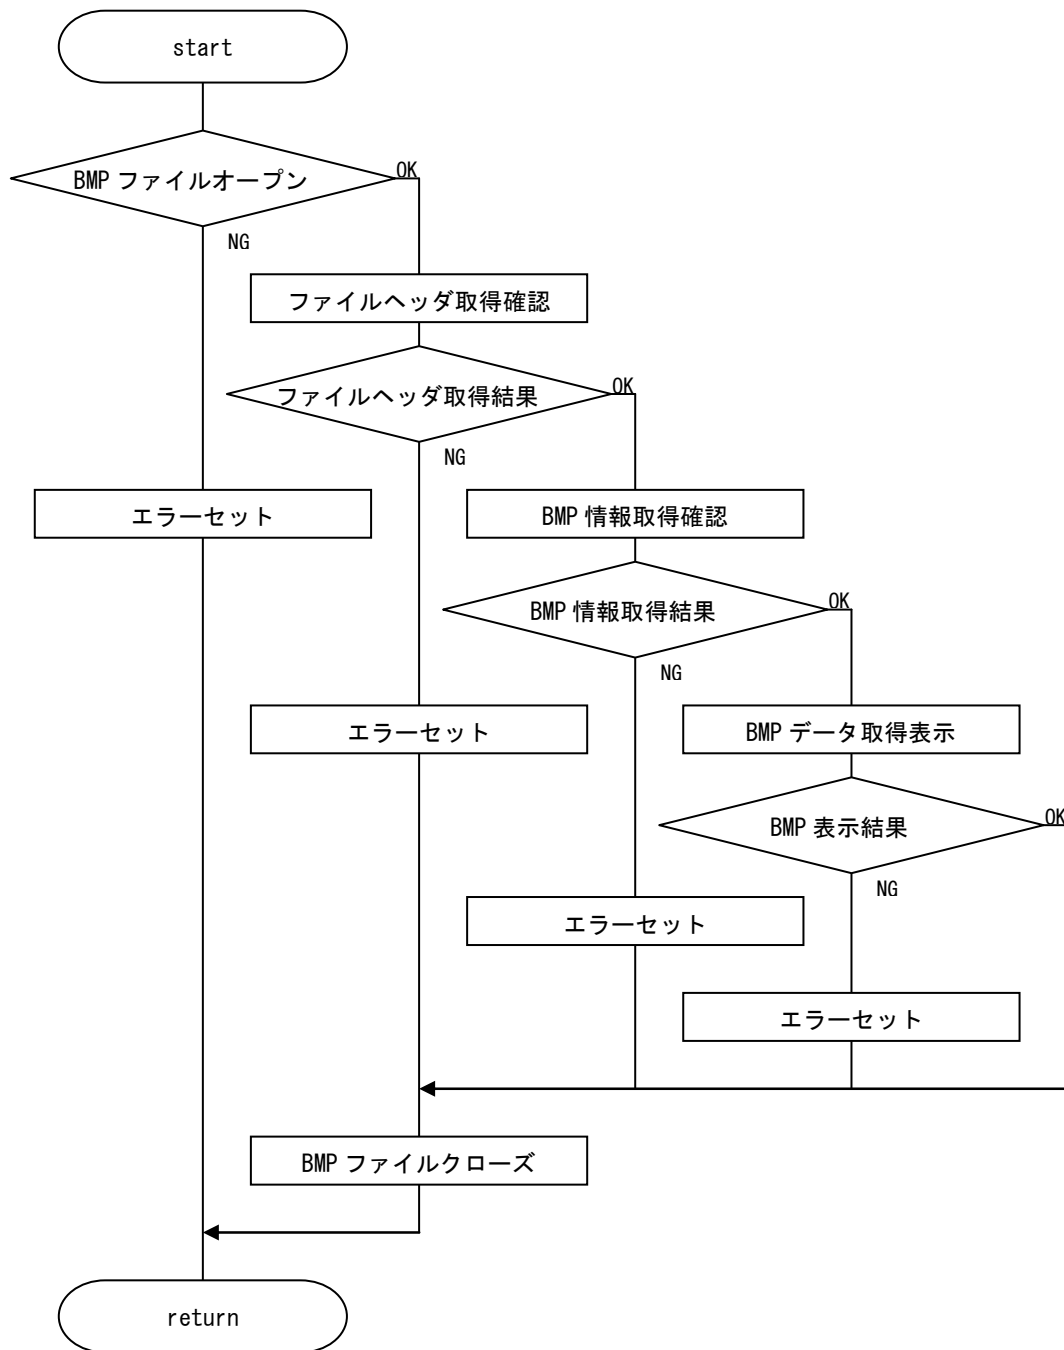 start
BMP ファイルオープン
OK
NG
ファイルヘッダ取得確認
ファイルヘッダ取得結果
OK
NG
エラーセット
BMP 情報取得確認
BMP 情報取得結果
OK
NG
エラーセット
BMP データ取得表示
BMP 表示結果
OK
NG
エラーセット
エラーセット
BMP ファイルクローズ
return